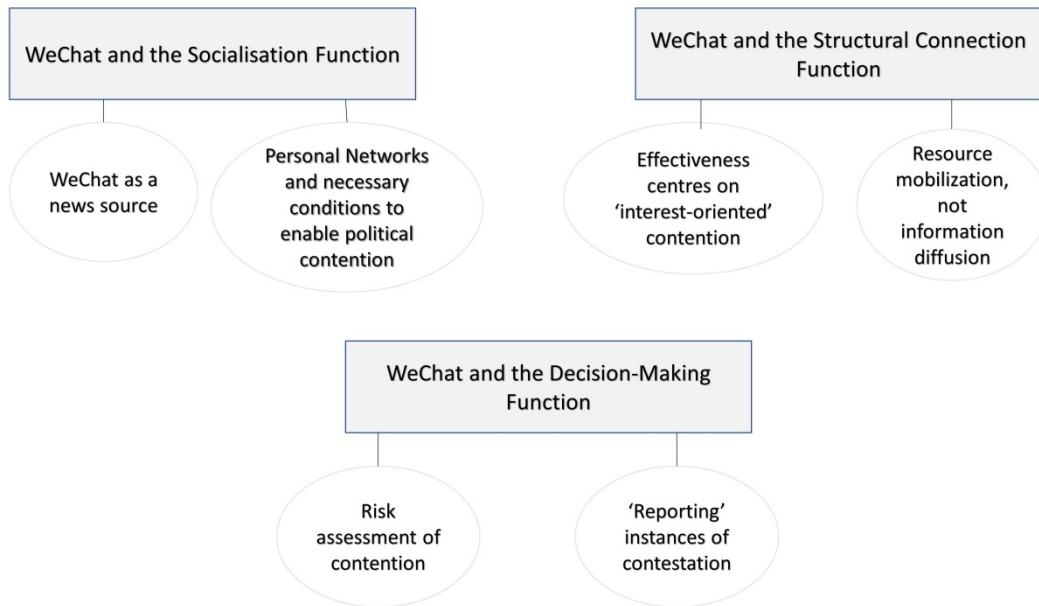 WeChat and the Socialisation Function
WeChat as a
news source
Personal Networks
and necessary
conditions to
enable political
contention
WeChat and the Structural Connection
Function
Effectiveness
centres on
‘interest-oriented’
contention
Resource
mobilization,
not
information
diffusion
WeChat and the Decision-Making
Function
Risk
assessment of
contention
‘Reporting’
instances of
contestation